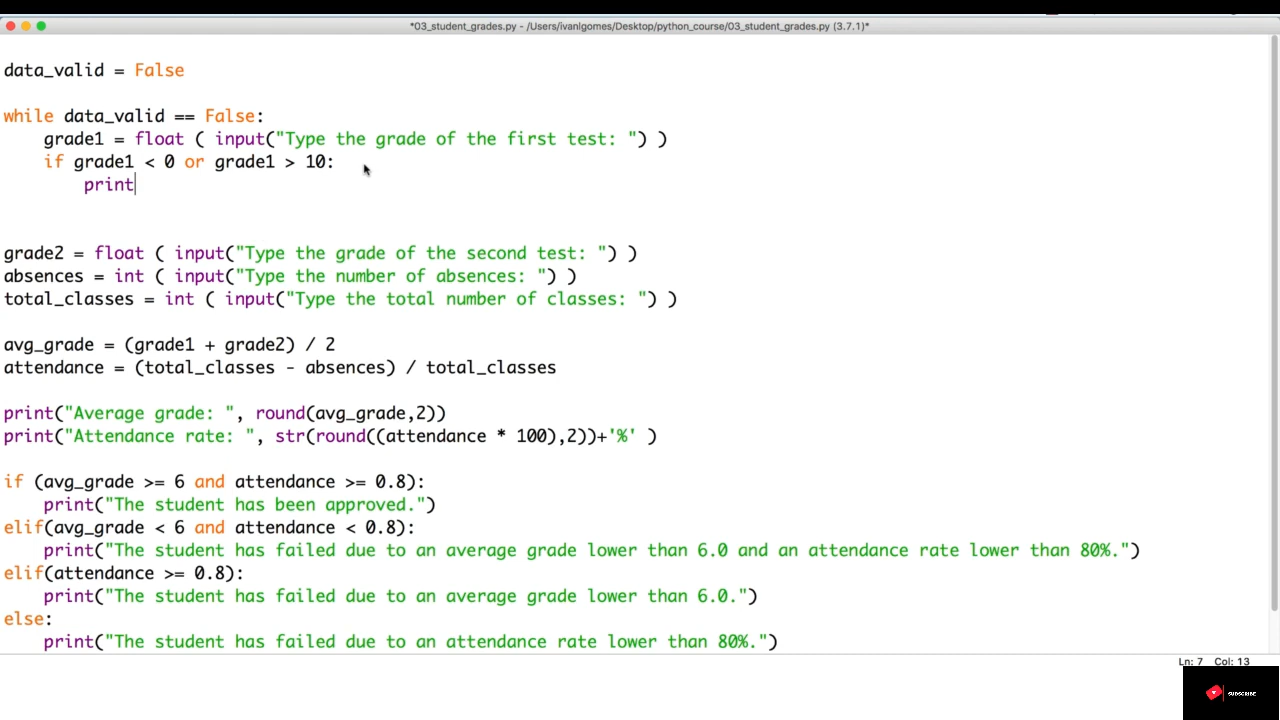 *03_student_grades.py - /Users/ivanlgomes/Desktop/python_course/03_student_grades.py (3.7.1)*
data_valid = False
while data_valid == False:
    grade1 = float ( input("Type the grade of the first test: ") )
    if grade1 < 0 or grade1 > 10:
        print
grade2 = float ( input("Type the grade of the second test: ") )
absences = int ( input("Type the number of absences: ") )
total_classes = int ( input("Type the total number of classes: ") )
avg_grade = (grade1 + grade2) / 2
attendance = (total_classes - absences) / total_classes
print("Average grade: ", round(avg_grade,2))
print("Attendance rate: ", str(round((attendance * 100),2))+'%' )
if (avg_grade >= 6 and attendance >= 0.8):
    print("The student has been approved.")
elif(avg_grade < 6 and attendance < 0.8):
    print("The student has failed due to an average grade lower than 6.0 and an attendance rate lower than 80%.")
elif(attendance >= 0.8):
    print("The student has failed due to an average grade lower than 6.0.")
else:
    print("The student has failed due to an attendance rate lower than 80%.")
Ln: 7 Col: 13
SUBSCRIBE